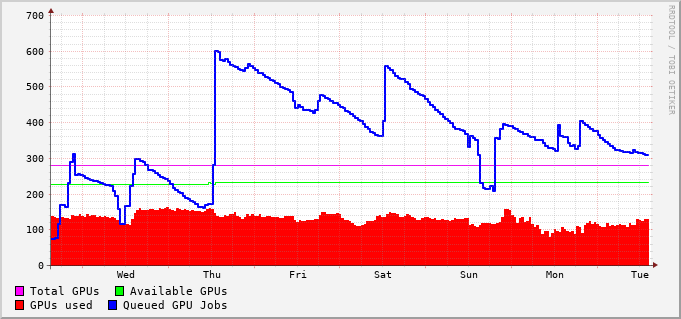 700
600
500
400
300
200
100
0
Wed Thu Fri Sat Sun Mon Tue
Total GPUs Available GPUs
GPUs used Queued GPU Jobs
RRDTOOL / TOBI OETIKER